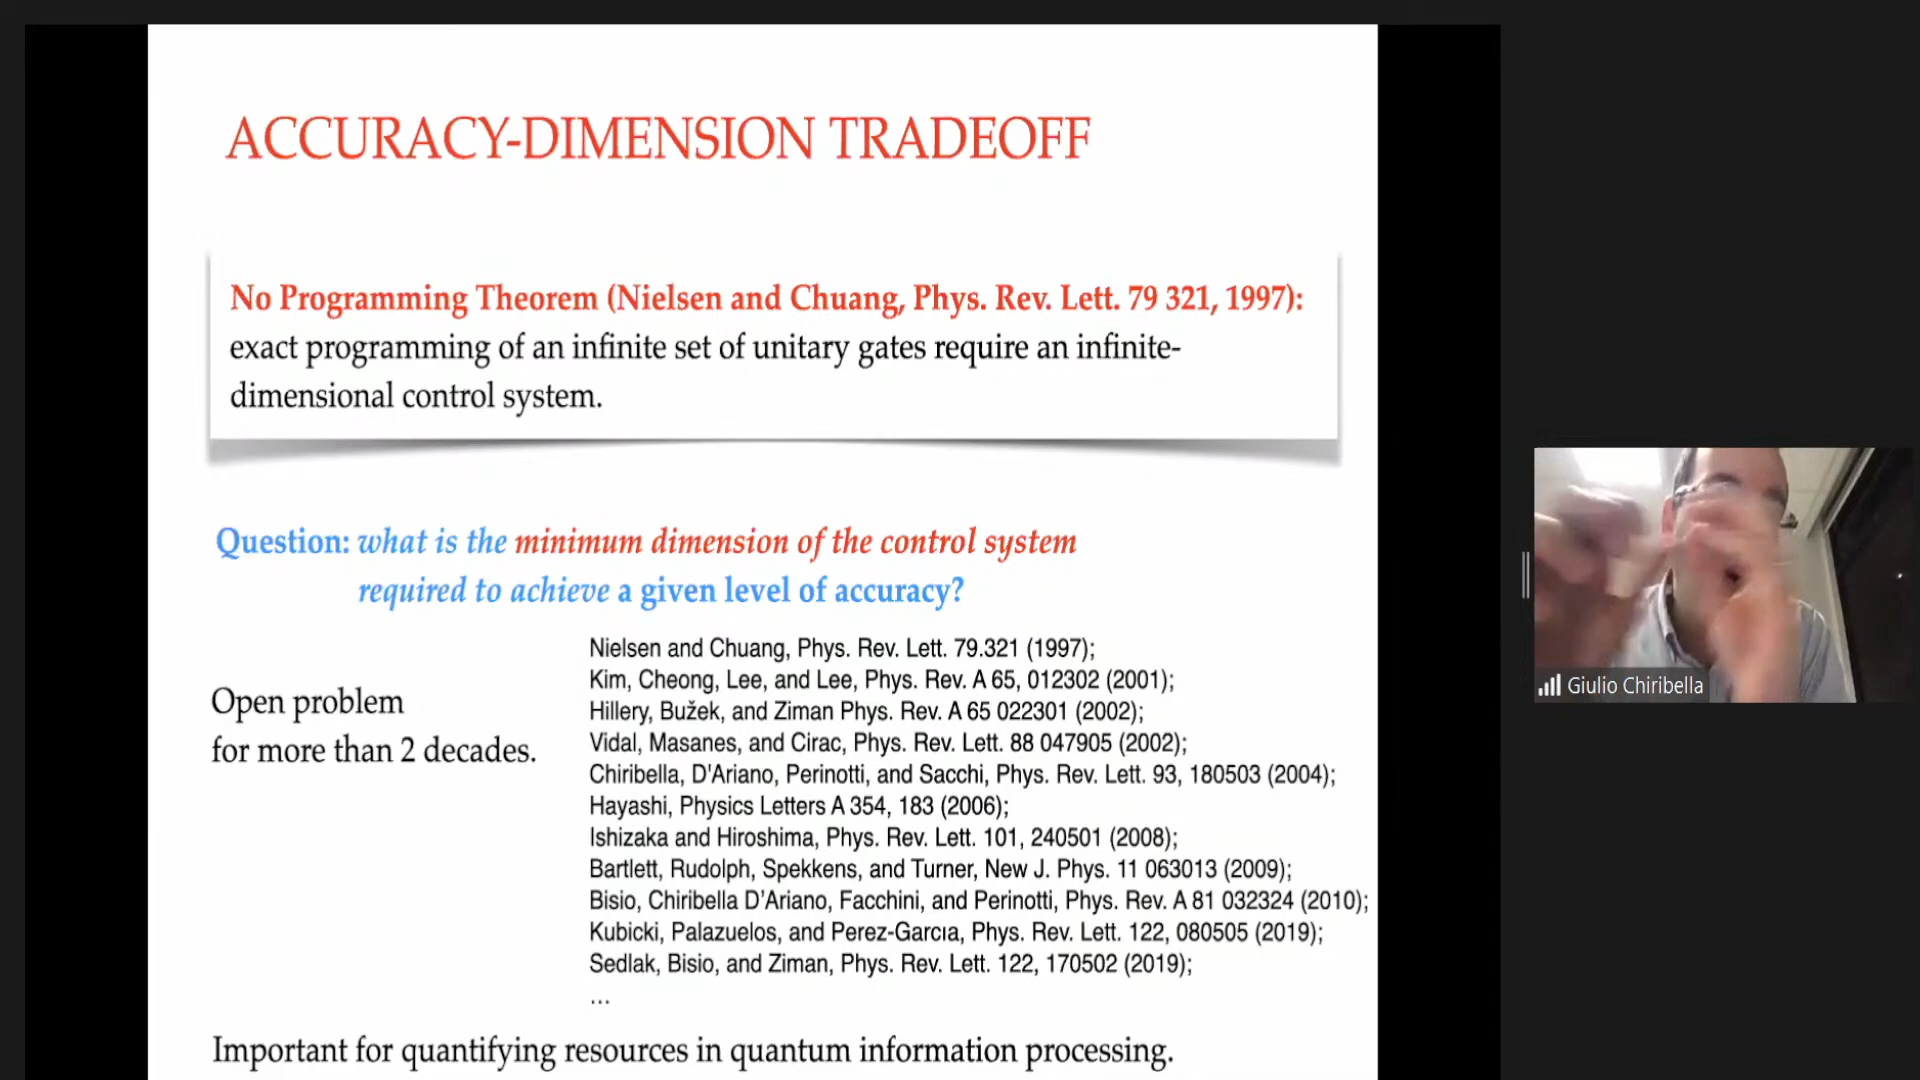 ACCURACY-DIMENSION TRADEOFF
No Programming Theorem (Nielsen and Chuang, Phys. Rev. Lett. 79 321, 1997):
exact programming of an infinite set of unitary gates require an infinite-
dimensional control system.
Question: what is the minimum dimension of the control system
required to achieve a given level of accuracy?
Open problem
for more than 2 decades.
Nielsen and Chuang, Phys. Rev. Lett. 79.321 (1997);
Kim, Cheong, Lee, and Lee, Phys. Rev. A 65, 012302 (2001);
Hillery, Bužek, and Ziman Phys. Rev. A 65 022301 (2002);
Vidal, Masanes, and Cirac, Phys. Rev. Lett. 88 047905 (2002);
Chiribella, D'Ariano, Perinotti, and Sacchi, Phys. Rev. Lett. 93, 180503 (2004);
Hayashi, Physics Letters A 354, 183 (2006);
Ishizaka and Hiroshima, Phys. Rev. Lett. 101, 240501 (2008);
Bartlett, Rudolph, Spekkens, and Turner, New J. Phys. 11 063013 (2009);
Bisio, Chiribella D’Ariano, Facchini, and Perinotti, Phys. Rev. A 81 032324 (2010);
Kubicki, Palazuelos, and Perez-Garcıa, Phys. Rev. Lett. 122, 080505 (2019);
Sedlak, Bisio, and Ziman, Phys. Rev. Lett. 122, 170502 (2019);
...
Important for quantifying resources in quantum information processing.
Giulio Chiribella